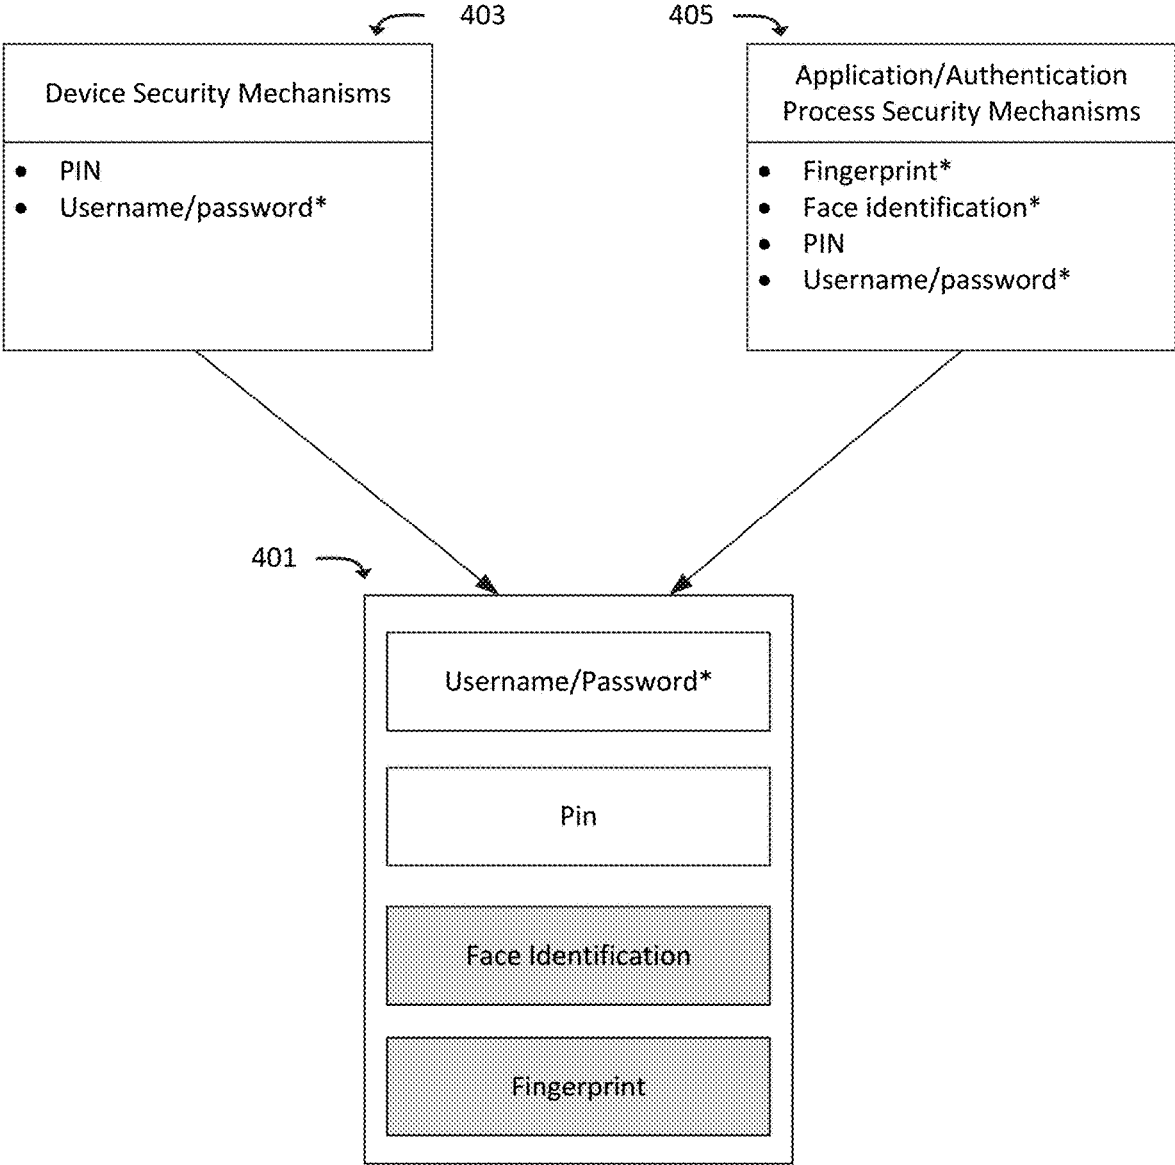 403
405
Device Security Mechanisms
• PIN
• Username/password*
Application/Authentication
Process Security Mechanisms
• Fingerprint*
• Face identification*
• PIN
• Username/password*
401
Username/Password*
Pin
Face Identification
Fingerprint